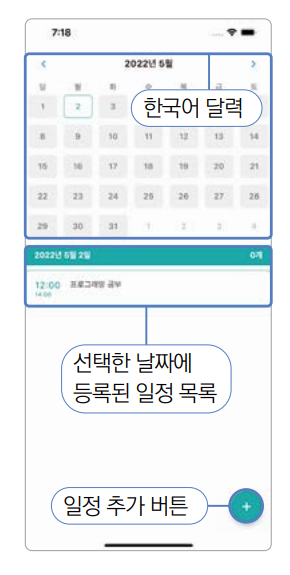 7:18
2022년 5월
일 월 화
한국어 달력
1 2 3
8 9 10 11 12 13 14
15 16 17 18 19 20 21
22 23 24 25 26 27 28
29 30 31 1 2 3 4
2022년 5월 2일 0개
12:00 프로그래밍 공부
14:00
선택한 날짜에
등록된 일정 목록
일정 추가 버튼
+